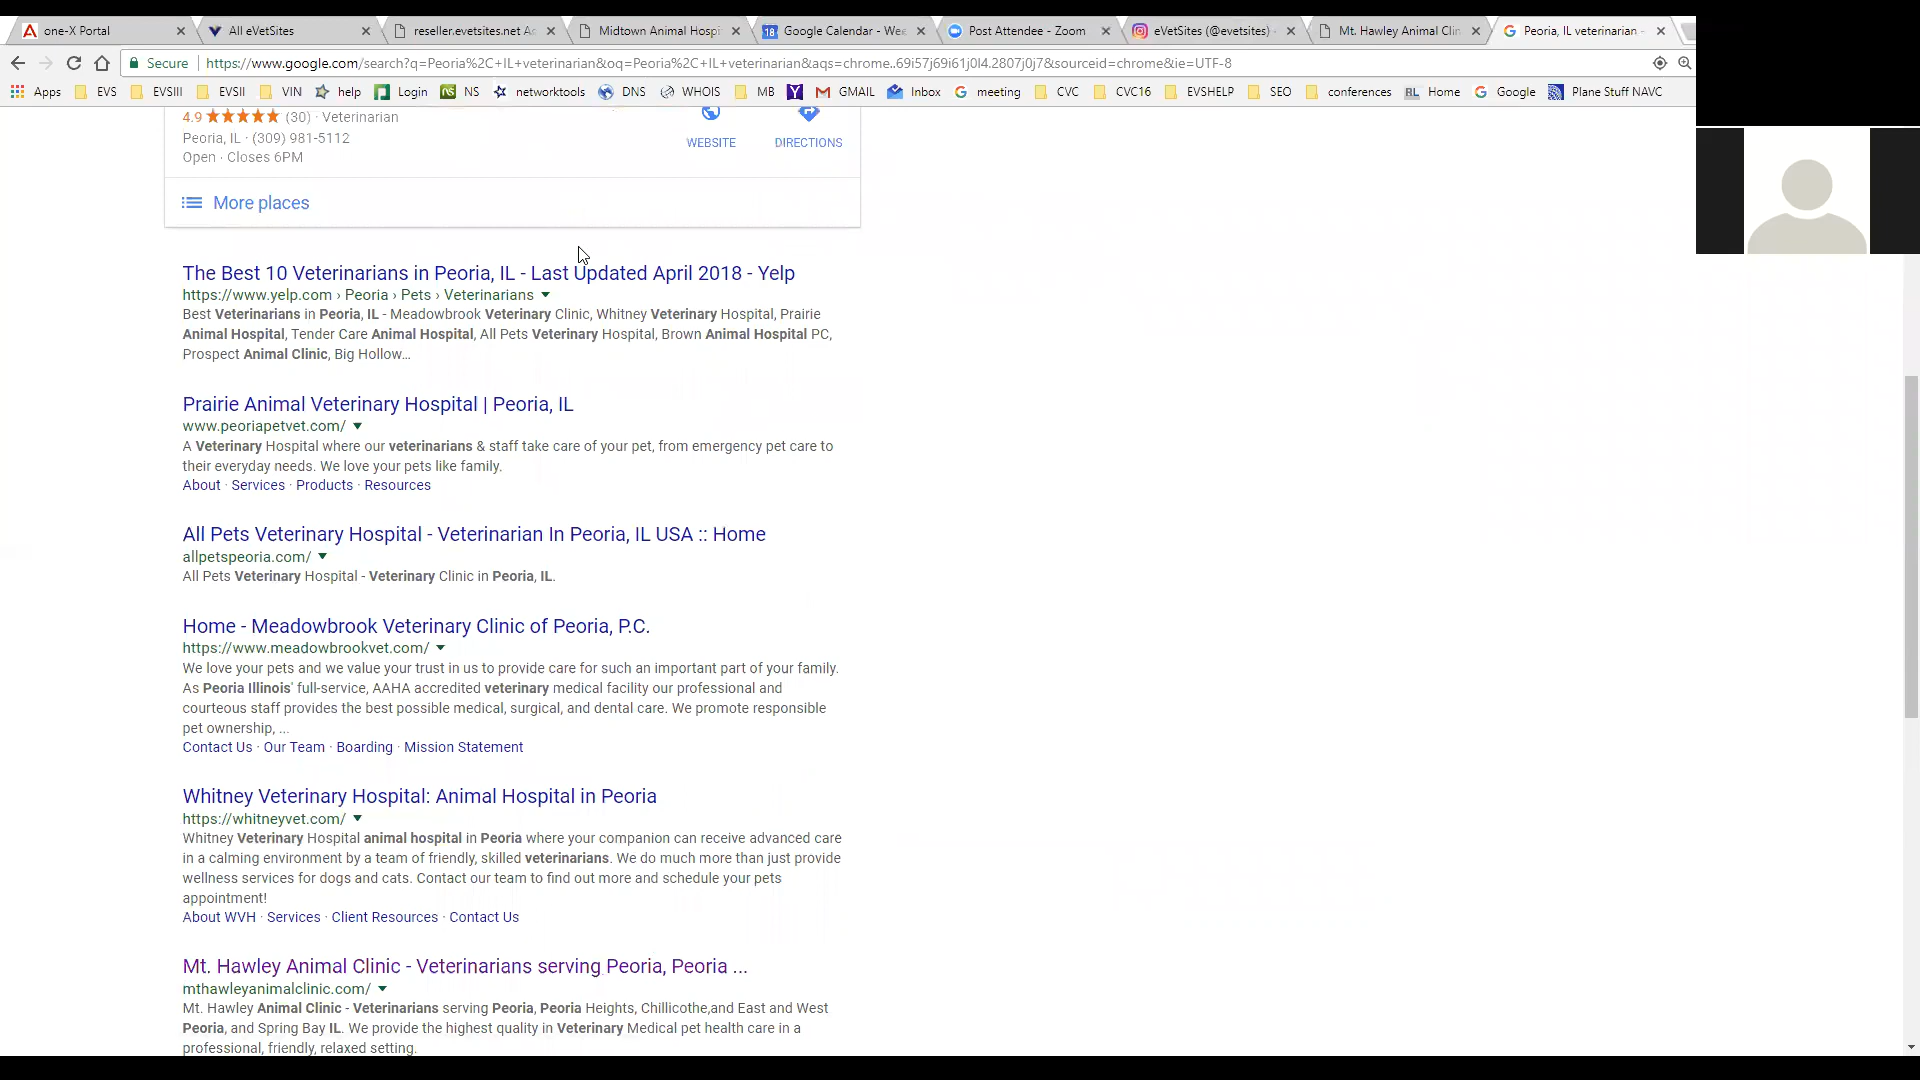 one-X Portal
All eVetSites
reseller.evetsites.net Ac
Midtown Animal Hospi
Google Calendar - Wee
Post Attendee - Zoom
eVetSites (@evetsites) -
Mt. Hawley Animal Clin
Peoria, IL veterinarian -
Secure
https://www.google.com/search?q=Peoria%2C+IL+veterinarian&oq=Peoria%2C+IL+veterinarian&aqs=chrome..69i57j69i61j0l4.2807j0j7&sourceid=chrome&ie=UTF-8
Apps EVS EVSIII EVSII VIN help Login NS networktools DNS WHOIS MB GMAIL Inbox meeting CVC CVC16 EVSHELP SEO conferences Home Google Plane Stuff NAVC
4.9 ★★★★★ (30) · Veterinarian
Peoria, IL · (309) 981-5112
Open · Closes 6PM
WEBSITE
DIRECTIONS
More places
The Best 10 Veterinarians in Peoria, IL - Last Updated April 2018 - Yelp
https://www.yelp.com › Peoria › Pets › Veterinarians
Best Veterinarians in Peoria, IL - Meadowbrook Veterinary Clinic, Whitney Veterinary Hospital, Prairie
Animal Hospital, Tender Care Animal Hospital, All Pets Veterinary Hospital, Brown Animal Hospital PC,
Prospect Animal Clinic, Big Hollow...
Prairie Animal Veterinary Hospital | Peoria, IL
www.peoriapetvet.com/
A Veterinary Hospital where our veterinarians & staff take care of your pet, from emergency pet care to
their everyday needs. We love your pets like family.
About · Services · Products · Resources
All Pets Veterinary Hospital - Veterinarian In Peoria, IL USA :: Home
allpetspeoria.com/
All Pets Veterinary Hospital - Veterinary Clinic in Peoria, IL.
Home - Meadowbrook Veterinary Clinic of Peoria, P.C.
https://www.meadowbrookvet.com/
We love your pets and we value your trust in us to provide care for such an important part of your family.
As Peoria Illinois' full-service, AAHA accredited veterinary medical facility our professional and
courteous staff provides the best possible medical, surgical, and dental care. We promote responsible
pet ownership, ...
Contact Us · Our Team · Boarding · Mission Statement
Whitney Veterinary Hospital: Animal Hospital in Peoria
https://whitneyvet.com/
Whitney Veterinary Hospital animal hospital in Peoria where your companion can receive advanced care
in a calming environment by a team of friendly, skilled veterinarians. We do much more than just provide
wellness services for dogs and cats. Contact our team to find out more and schedule your pets
appointment!
About WVH · Services · Client Resources · Contact Us
Mt. Hawley Animal Clinic - Veterinarians serving Peoria, Peoria ...
mthawleyanimalclinic.com/
Mt. Hawley Animal Clinic - Veterinarians serving Peoria, Peoria Heights, Chillicothe,and East and West
Peoria, and Spring Bay IL. We provide the highest quality in Veterinary Medical pet health care in a
professional, friendly, relaxed setting.